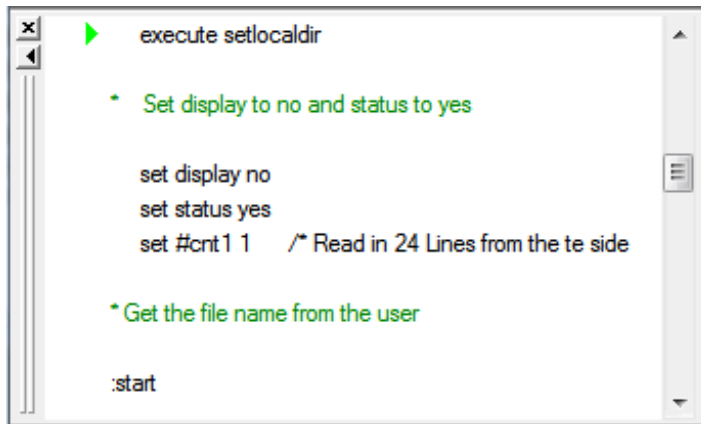 execute setlocaldir
* Set display to no and status to yes
set display no
set status yes
set #cnt1 1 /* Read in 24 Lines from the te side
* Get the file name from the user
:start